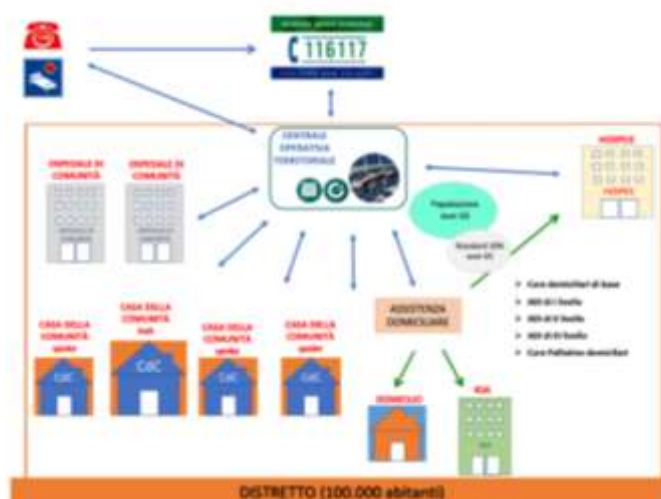 116117
CENTRALE
OPERATIVA
TERRITORIALE
OSPEDALE DI
COMUNITÀ
OSPEDALE DI
COMUNITÀ
HOSPICE
HOSPICE
Popolazione
over 65
Standard 10%
over 65
CASA DELLA
COMUNITÀ
spoke
CASA DELLA
COMUNITÀ
hub
CASA DELLA
COMUNITÀ
spoke
CASA DELLA
COMUNITÀ
spoke
CdC
CdC
CdC
CdC
ASSISTENZA
DOMICILIARE
Cure domiciliari di base
ADI di I livello
ADI di II livello
ADI di III livello
Cure Palliative domiciliari
DOMICILIO
DISTRETTO (100.000 abitanti)